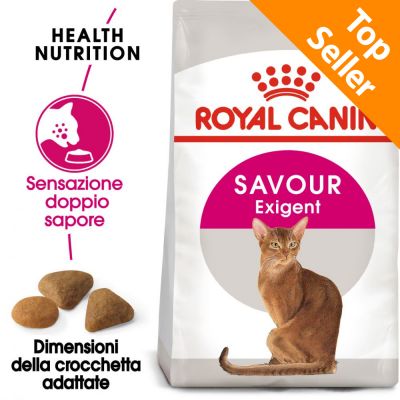 HEALTH
NUTRITION
Sensazione
doppio
sapore
Dimensioni
della crocchetta
adattate
Top
Seller
ROYAL CANIN
SAVOUR
Exigent